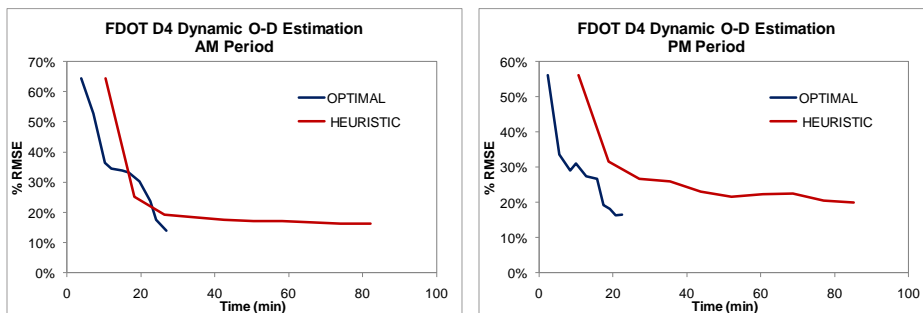 FDOT D4 Dynamic O-D Estimation
AM Period
70%
60%
50%
40%
30%
20%
10%
0%
% RMSE
OPTIMAL
HEURISTIC
0
20
40
60
80
100
Time (min)
FDOT D4 Dynamic O-D Estimation
PM Period
60%
50%
40%
30%
20%
10%
0%
% RMSE
OPTIMAL
HEURISTIC
0
20
40
60
80
100
Time (min)